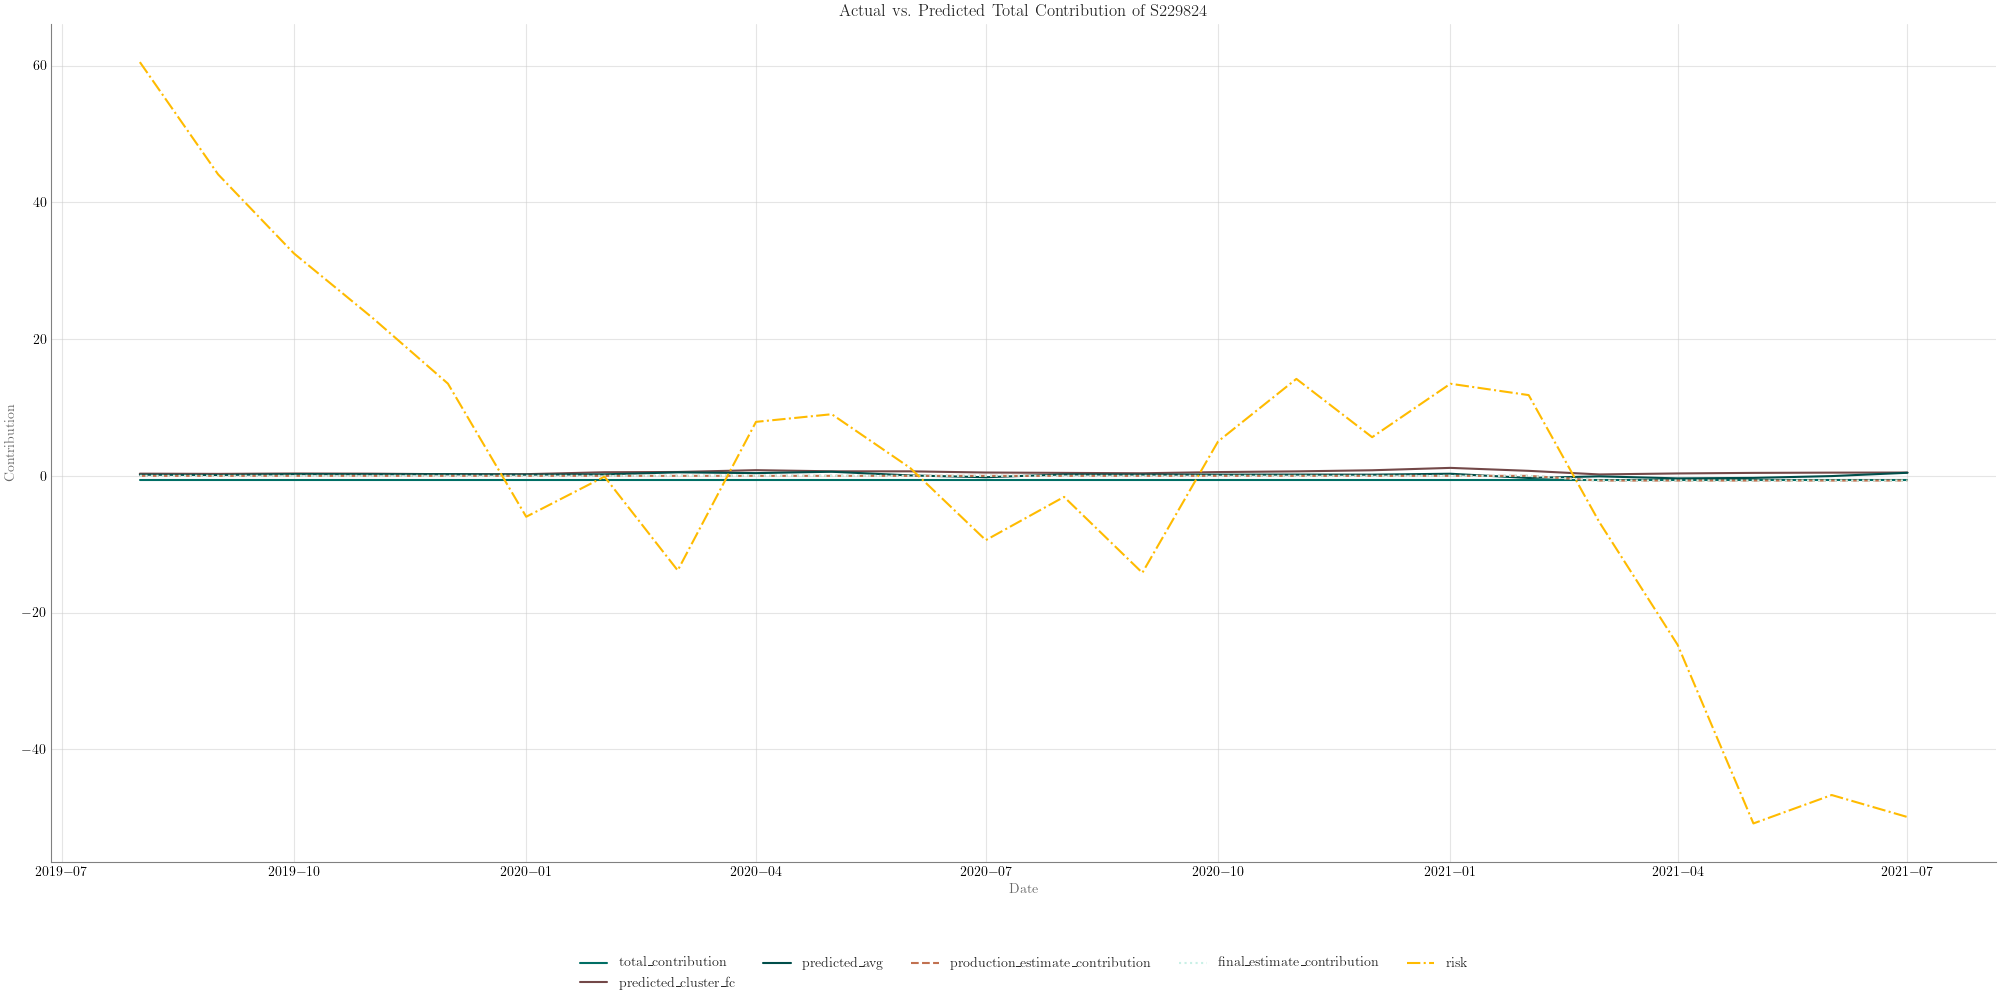 Actual vs. Predicted Total Contribution of S229824
60
40
20
0
−20
−40
Contribution
2019−07 2019−10 2020−01 2020−04 2020−07 2020−10 2021−01 2021−04 2021−07
Date
total_contribution predicted_avg production_estimate_contribution final_estimate_contribution risk
predicted_cluster_fc